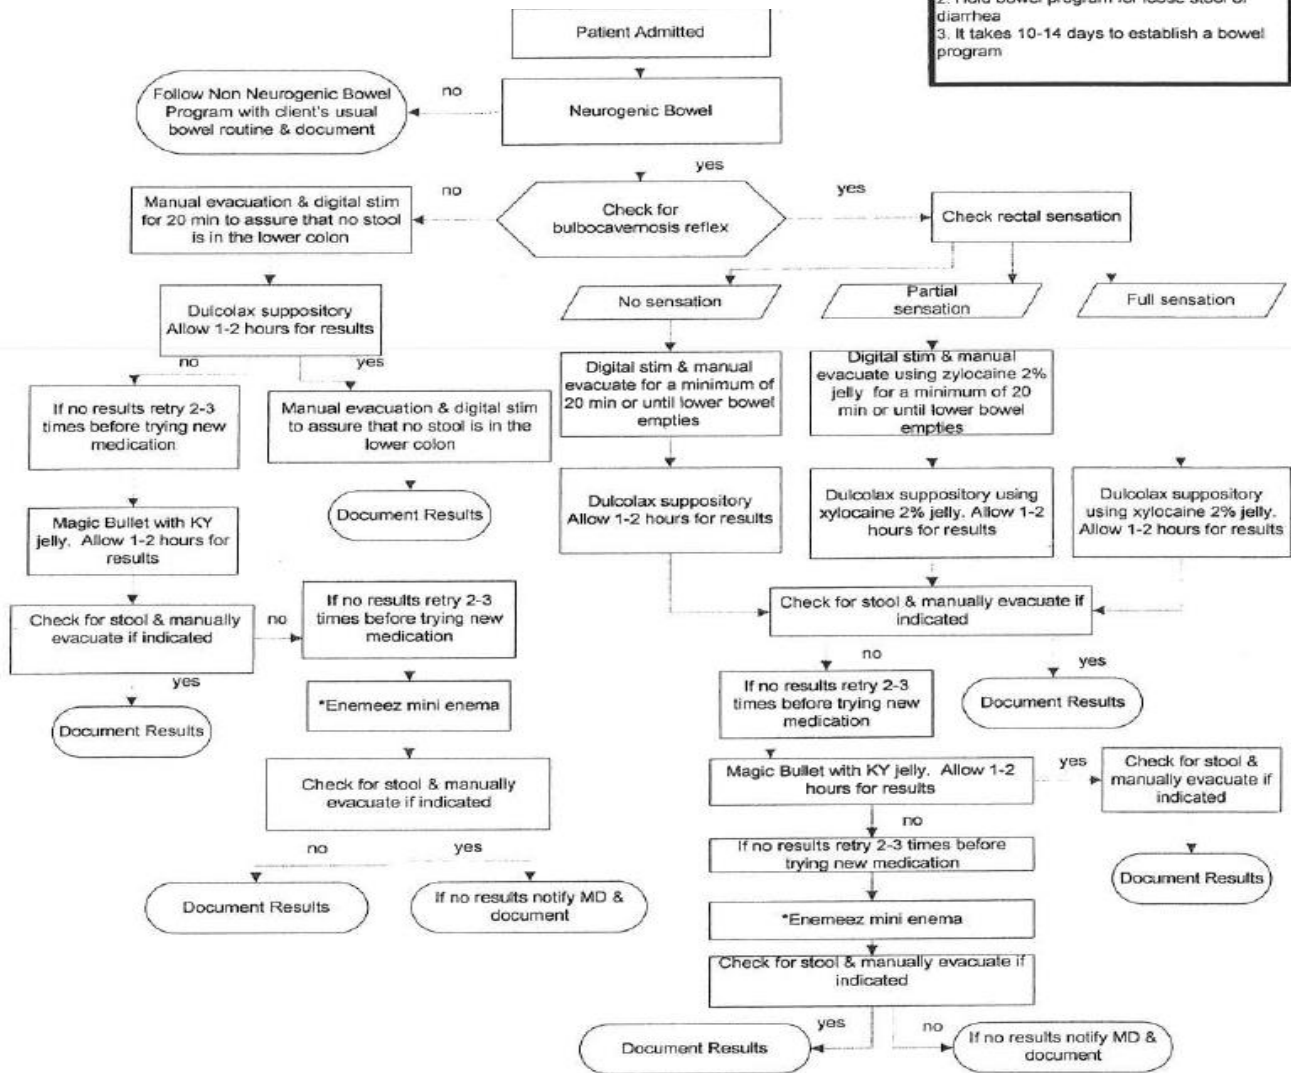 2. Hold bowel program for loose stool or
diarrhea
3. It takes 10-14 days to establish a bowel
program
Patient Admitted
Follow Non Neurogenic Bowel
Program with client's usual
bowel routine & document
no
Neurogenic Bowel
yes
Manual evacuation & digital stim
for 20 min to assure that no stool
is in the lower colon
no
Check for
bulbocavernosis reflex
yes
Check rectal sensation
Dulcolax suppository
Allow 1-2 hours for results
No sensation
Partial
sensation
Full sensation
no
yes
If no results retry 2-3
times before trying new
medication
Manual evacuation & digital stim
to assure that no stool is in the
lower colon
Digital stim & manual
evacuate for a minimum of
20 min or until lower bowel
empties
Digital stim & manual
evacuate using zylocaine 2%
jelly for a minimum of 20
min or until lower bowel
empties
Magic Bullet with KY
jelly. Allow 1-2 hours for
results
Document Results
Dulcolax suppository
Allow 1-2 hours for results
Dulcolax suppository using
xylocaine 2% jelly. Allow 1-2
hours for results
Dulcolax suppository
using xylocaine 2% jelly.
Allow 1-2 hours for results
Check for stool & manually
evacuate if indicated
no
If no results retry 2-3
times before trying new
medication
Check for stool & manually evacuate if
indicated
yes
Document Results
*Enemeez mini enema
no
yes
If no results retry 2-3
times before trying new
medication
Document Results
Check for stool & manually
evacuate if indicated
Magic Bullet with KY jelly. Allow 1-2
hours for results
yes
Check for stool &
manually evacuate if
indicated
no
yes
no
If no results retry 2-3 times before
trying new medication
Document Results
Document Results
If no results notify MD &
document
*Enemeez mini enema
Check for stool & manually evacuate if
indicated
yes
no
Document Results
If no results notify MD &
document